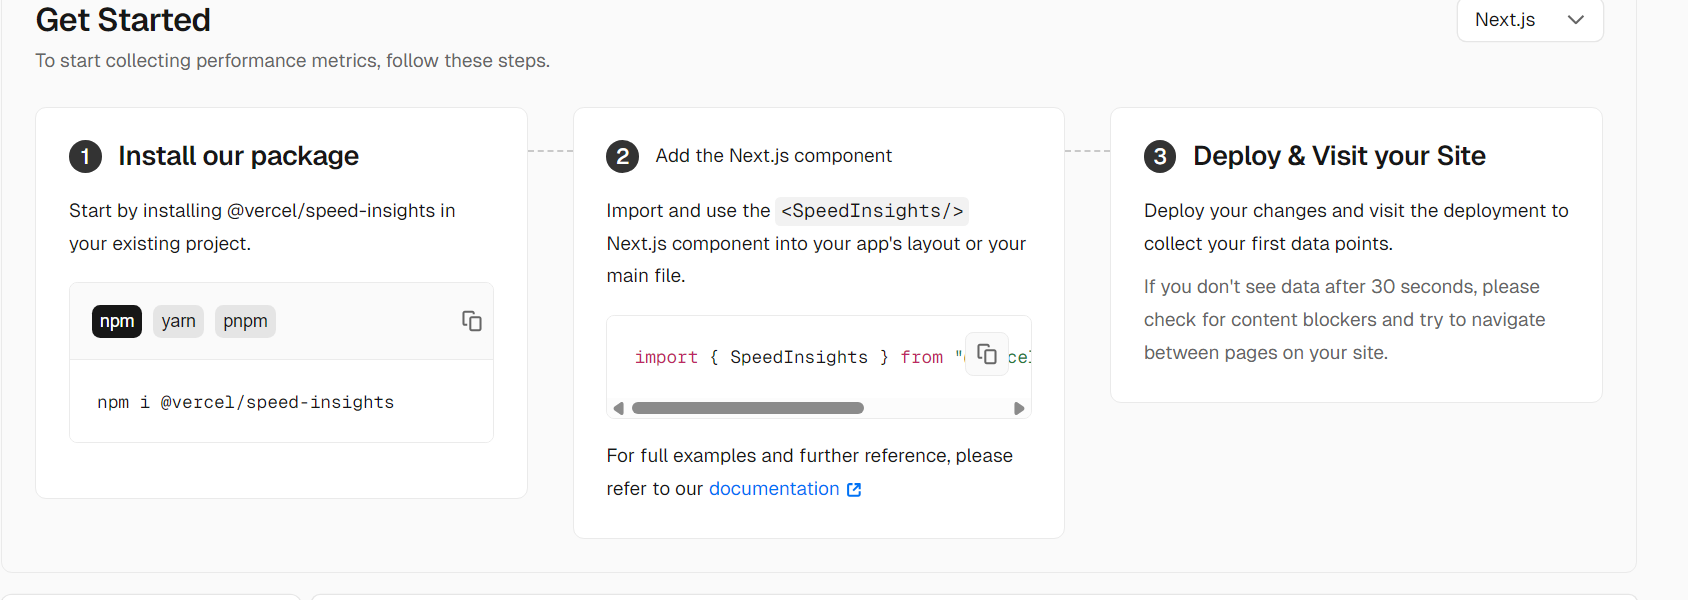 Get Started
Next.js
To start collecting performance metrics, follow these steps.
1 Install our package
Start by installing @vercel/speed-insights in
your existing project.
npm yarn pnpm
npm i @vercel/speed-insights
2 Add the Next.js component
Import and use the <SpeedInsights/>
Next.js component into your app's layout or your
main file.
import { SpeedInsights } from "
For full examples and further reference, please
refer to our documentation
3 Deploy & Visit your Site
Deploy your changes and visit the deployment to
collect your first data points.
If you don't see data after 30 seconds, please
check for content blockers and try to navigate
between pages on your site.